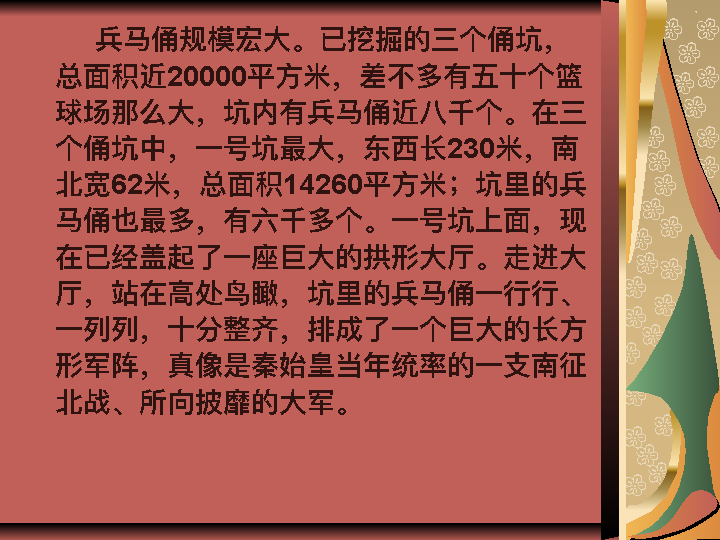 兵马俑规模宏大。已挖掘的三个俑坑，
总面积近20000平方米，差不多有五十个篮
球场那么大，坑内有兵马俑近八千个。在三
个俑坑中，一号坑最大，东西长230米，南
北宽62米，总面积14260平方米；坑里的兵
马俑也最多，有六千多个。一号坑上面，现
在已经盖起了一座巨大的拱形大厅。走进大
厅，站在高处鸟瞰，坑里的兵马俑一行行、
一列列，十分整齐，排成了一个巨大的长方
形军阵，真像是秦始皇当年统率的一支南征
北战、所向披靡的大军。